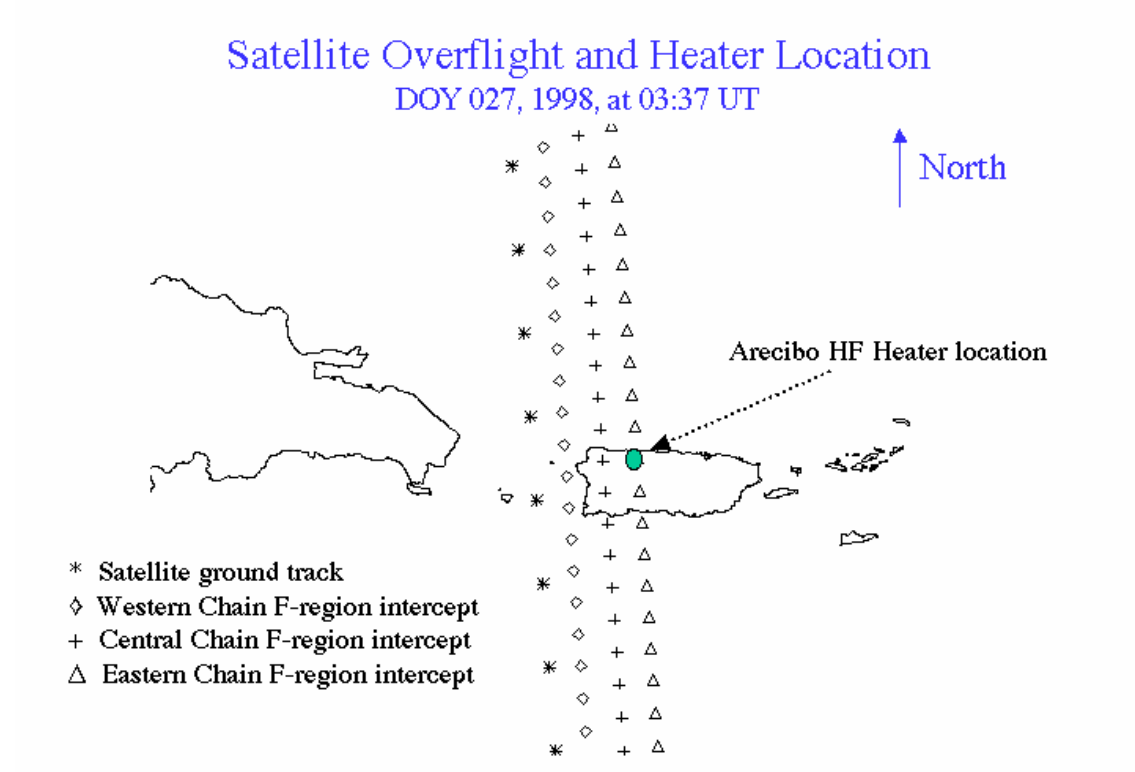 Satellite Overflight and Heater Location
DOY 027, 1998, at 03:37 UT
North
Arecibo HF Heater location
* Satellite ground track
◊ Western Chain F-region intercept
+ Central Chain F-region intercept
△ Eastern Chain F-region intercept